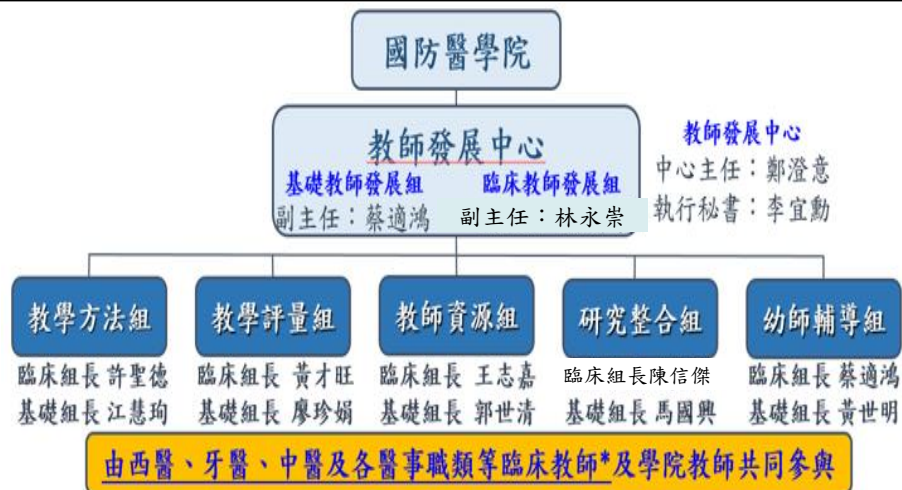 國防醫學院
教師發展中心
基礎教師發展組 臨床教師發展組
副主任：蔡適鴻 副主任：林永崇
教師發展中心
中心主任：鄭澄意
執行秘書：李宜勳
教學方法組
臨床組長 許聖德
基礎組長 江慧玽
教學評量組
臨床組長 黃才旺
基礎組長 廖珍娟
教師資源組
臨床組長 王志嘉
基礎組長 郭世清
研究整合組
臨床組長陳信傑
基礎組長 馬國興
幼師輔導組
臨床組長 蔡適鴻
基礎組長 黃世明
由西醫、牙醫、中醫及各醫事職類等臨床教師*及學院教師共同參與